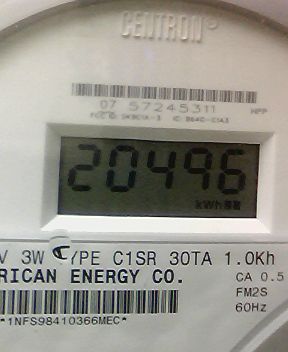 CENTRON®
07 57245311
20496
kWh
V 3W TYPE C1SR 30TA 1.0Kh
RICAN ENERGY CO.
CA 0.5
FM2S
60Hz
*1NFS98410366MEC*